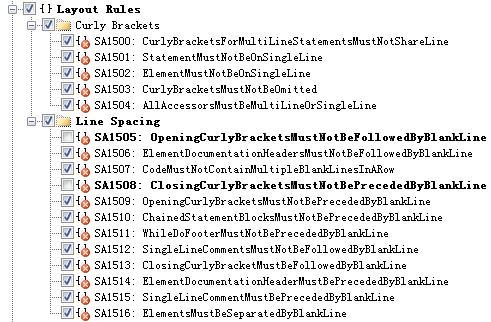 {} Layout Rules
Curly Brackets
SA1500: CurlyBracketsForMultiLineStatementsMustNotShareLine
SA1501: StatementMustNotBeOnSingleLine
SA1502: ElementMustNotBeOnSingleLine
SA1503: CurlyBracketsMustNotBeOmitted
SA1504: AllAccessorsMustBeMultiLineOrSingleLine
Line Spacing
SA1505: OpeningCurlyBracketsMustNotBeFollowedByBlankLine
SA1506: ElementDocumentationHeadersMustNotBeFollowedByBlankLine
SA1507: CodeMustNotContainMultipleBlankLinesInARow
SA1508: ClosingCurlyBracketsMustNotBePrecededByBlankLine
SA1509: OpeningCurlyBracketsMustNotBePrecededByBlankLine
SA1510: ChainedStatementBlocksMustNotBePrecededByBlankLine
SA1511: WhileDoFooterMustNotBePrecededByBlankLine
SA1512: SingleLineCommentsMustNotBeFollowedByBlankLine
SA1513: ClosingCurlyBracketMustBeFollowedByBlankLine
SA1514: ElementDocumentationHeaderMustBePrecededByBlankLine
SA1515: SingleLineCommentMustBePrecededByBlankLine
SA1516: ElementsMustBeSeparatedByBlankLine